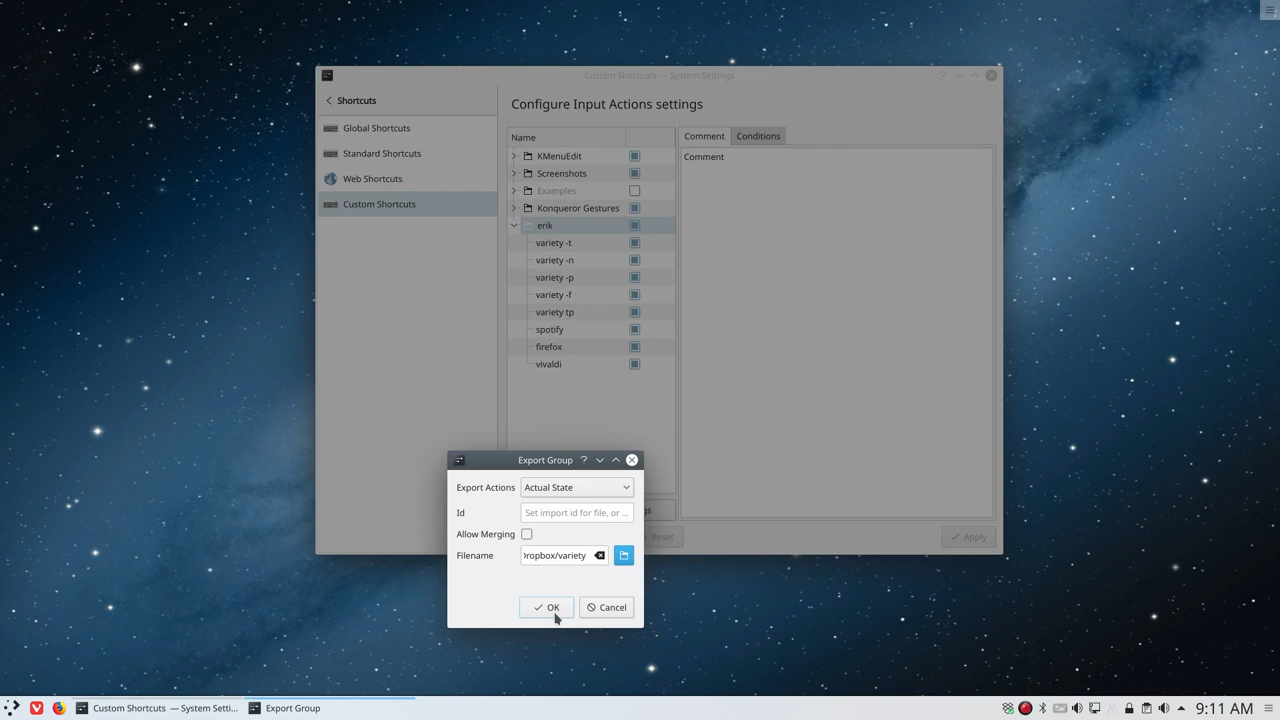 Custom Shortcuts — System Settings
Shortcuts
Global Shortcuts
Standard Shortcuts
Web Shortcuts
Custom Shortcuts
Configure Input Actions settings
Name
KMenuEdit
Screenshots
Examples
Konqueror Gestures
erik
variety -t
variety -n
variety -p
variety -f
variety tp
spotify
firefox
vivaldi
Comment
Conditions
Comment
gs
Reset
Apply
Export Group
Export Actions
Actual State
Id
Set import id for file, or ...
Allow Merging
Filename
ropbox/variety
OK
Cancel
Custom Shortcuts — System Setti...
Export Group
9:11 AM